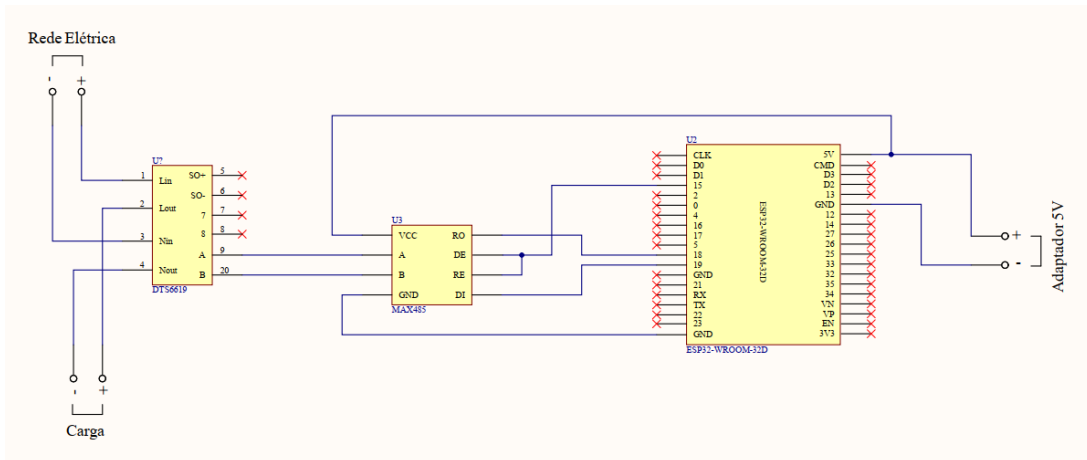 Rede Elétrica
- +
U?
1 Lin SO+ 5
2 Lout SO- 6
7 7
3 Nin 8 8
A 9
4 Nout B 20
DTS6619
- +
Carga
U3
VCC RO
A DE
B RE
GND DI
MAX485
U2
CLK 5V
D0 CMD
D1 D3
15 D2
2 13
0 GND
4 12
16 14
17 27
5 26
18 25
19 33
GND 32
21 35
RX 34
TX VN
22 VP
23 EN
GND 3V3
ESP32-WROOM-32D
ESP32-WROOM-32D
+
-
Adaptador 5V